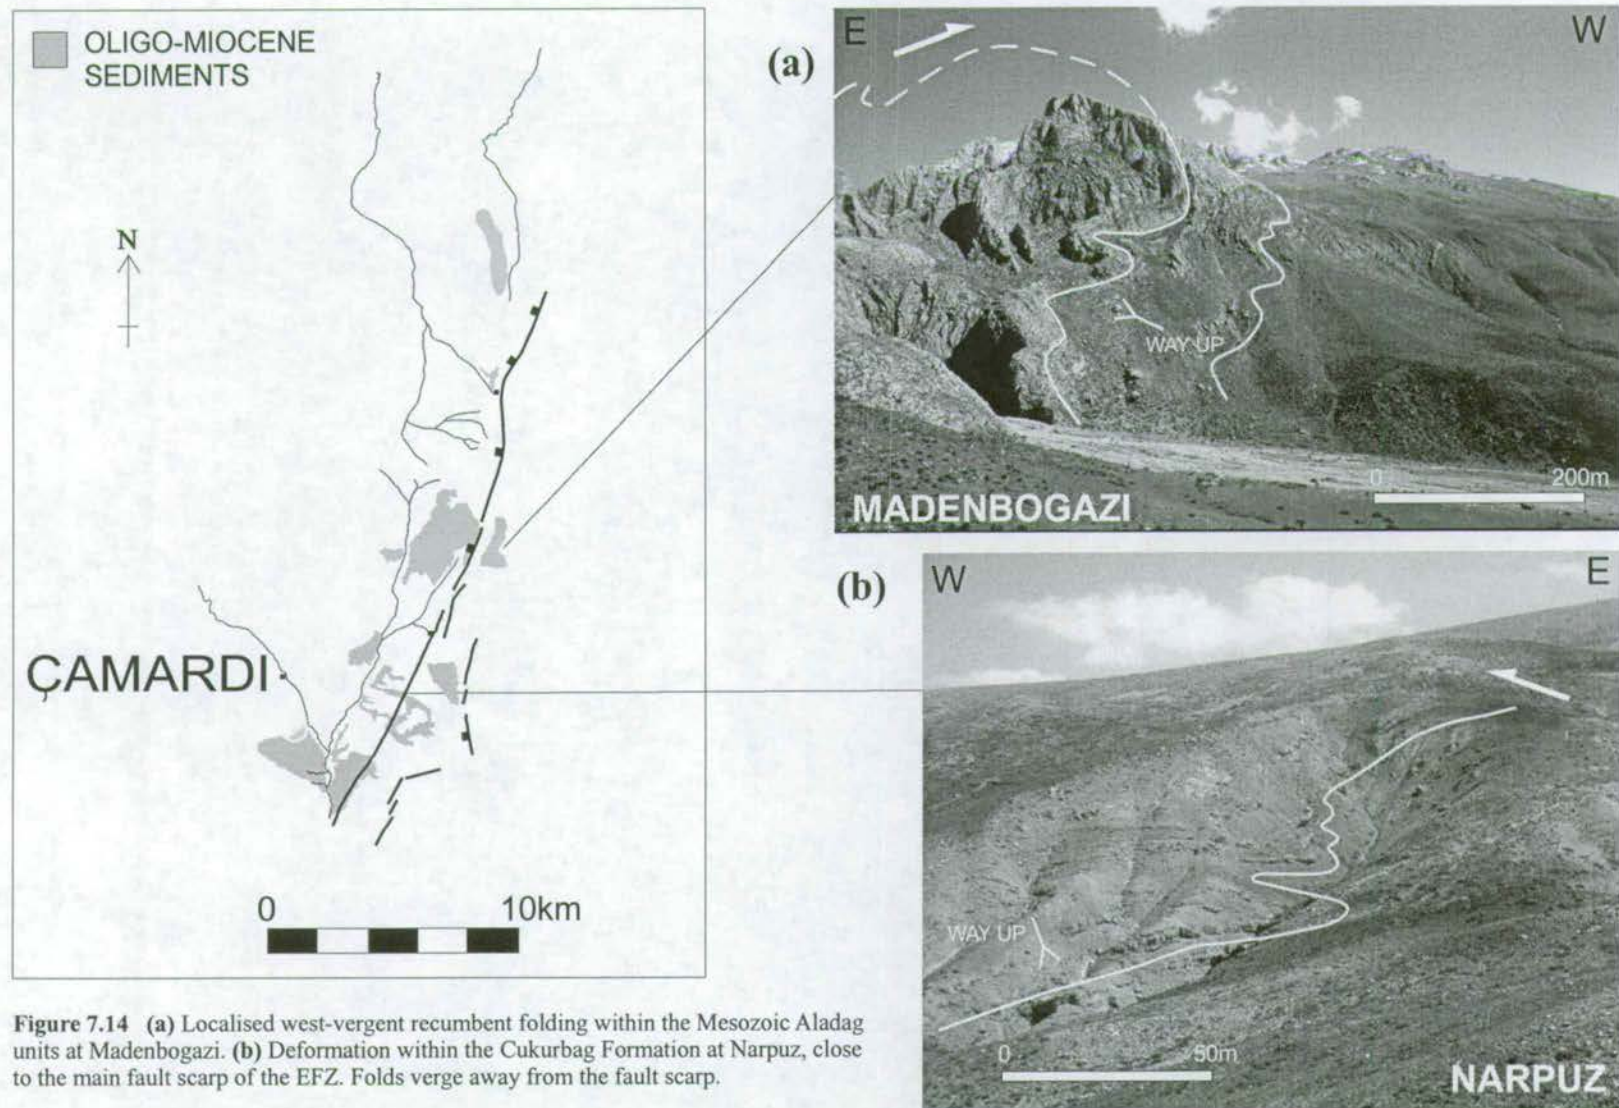 OLIGO-MIOCENE
SEDIMENTS
N
ÇAMARDI
0 10km
(a)
E W
WAY UP
0 200m
MADENBOGAZI
(b)
W E
WAY UP
0 50m
NARPUZ
Figure 7.14 (a) Localised west-vergent recumbent folding within the Mesozoic Aladag
units at Madenbogazi. (b) Deformation within the Cukurbag Formation at Narpuz, close
to the main fault scarp of the EFZ. Folds verge away from the fault scarp.